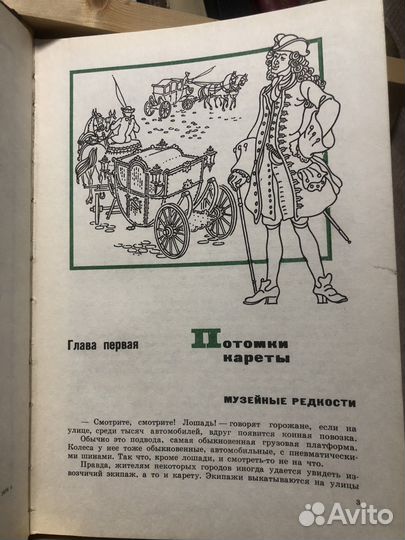 Глава первая
Потомки
кареты
МУЗЕЙНЫЕ РЕДКОСТИ
— Смотрите, смотрите! Лошадь! — говорят горожане, если на
улице, среди тысяч автомобилей, вдруг появится конная повозка.
Обычно это подвода, самая обыкновенная грузовая платформа.
Колеса у нее тоже обыкновенные, автомобильные, с пневматически-
ми шинами. Так что, кроме лошади, и смотреть-то не на что.
Правда, жителям некоторых городов иногда удается увидеть из-
возчичий экипаж, а то и карету. Экипажи выкатываются на улицы
3
Avito